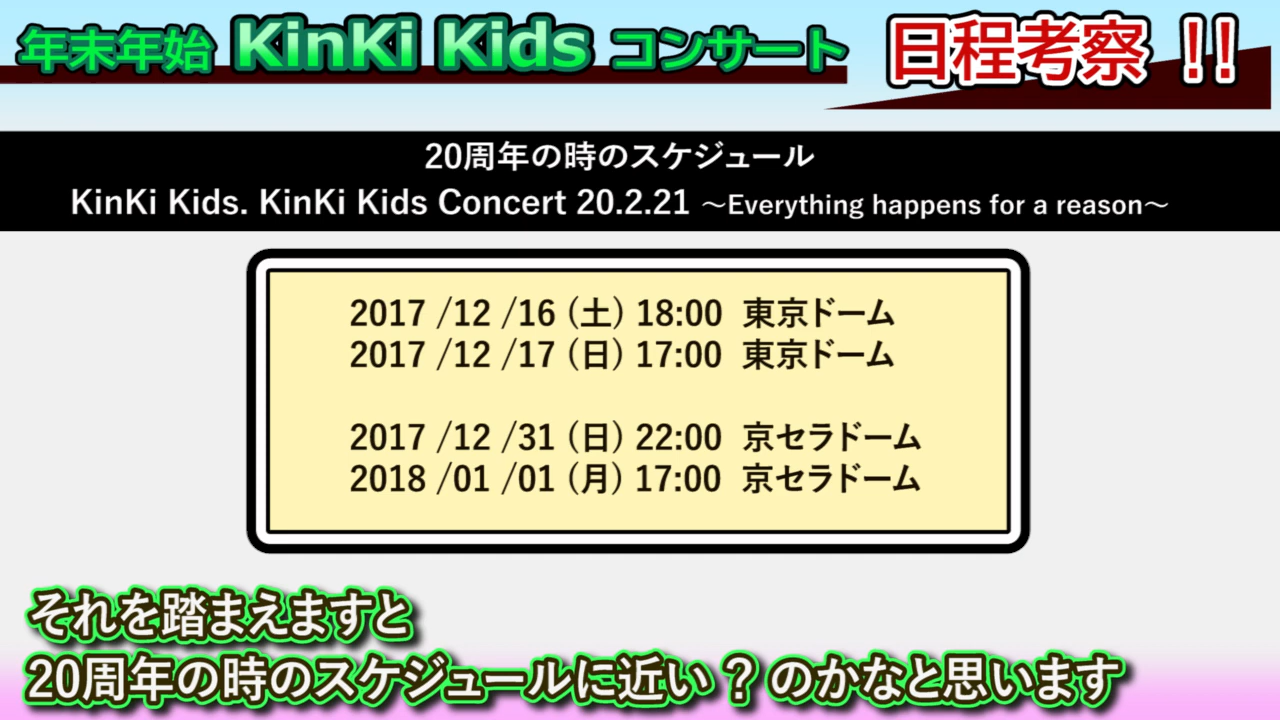 年末年始 KinKi Kids コンサート 日程考察 !!
20周年の時のスケジュール
KinKi Kids. KinKi Kids Concert 20.2.21 ～Everything happens for a reason～
2017 /12 /16 (土) 18:00 東京ドーム
2017 /12 /17 (日) 17:00 東京ドーム
2017 /12 /31 (日) 22:00 京セラドーム
2018 /01 /01 (月) 17:00 京セラドーム
それを踏まえますと
20周年の時のスケジュールに近い？のかなと思います